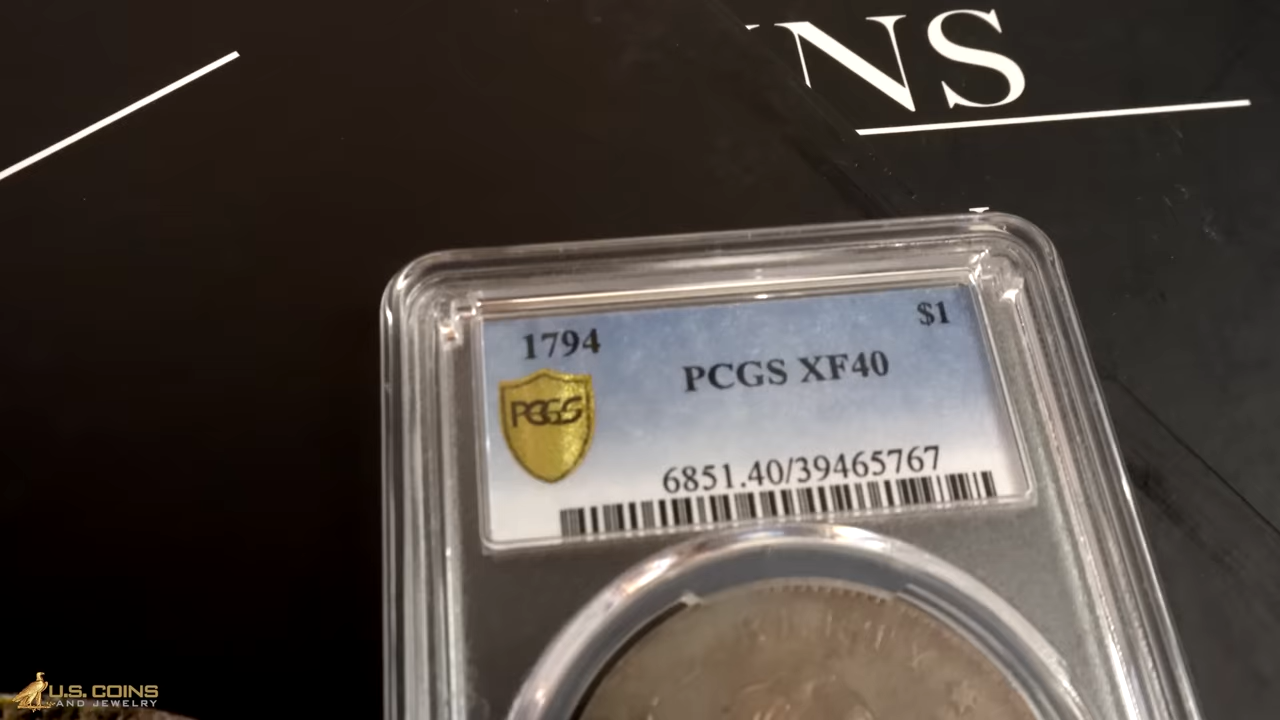 NS
1794
$1
PCGS XF40
PCGS
6851.40/39465767
U.S. COINS
AND JEWELRY